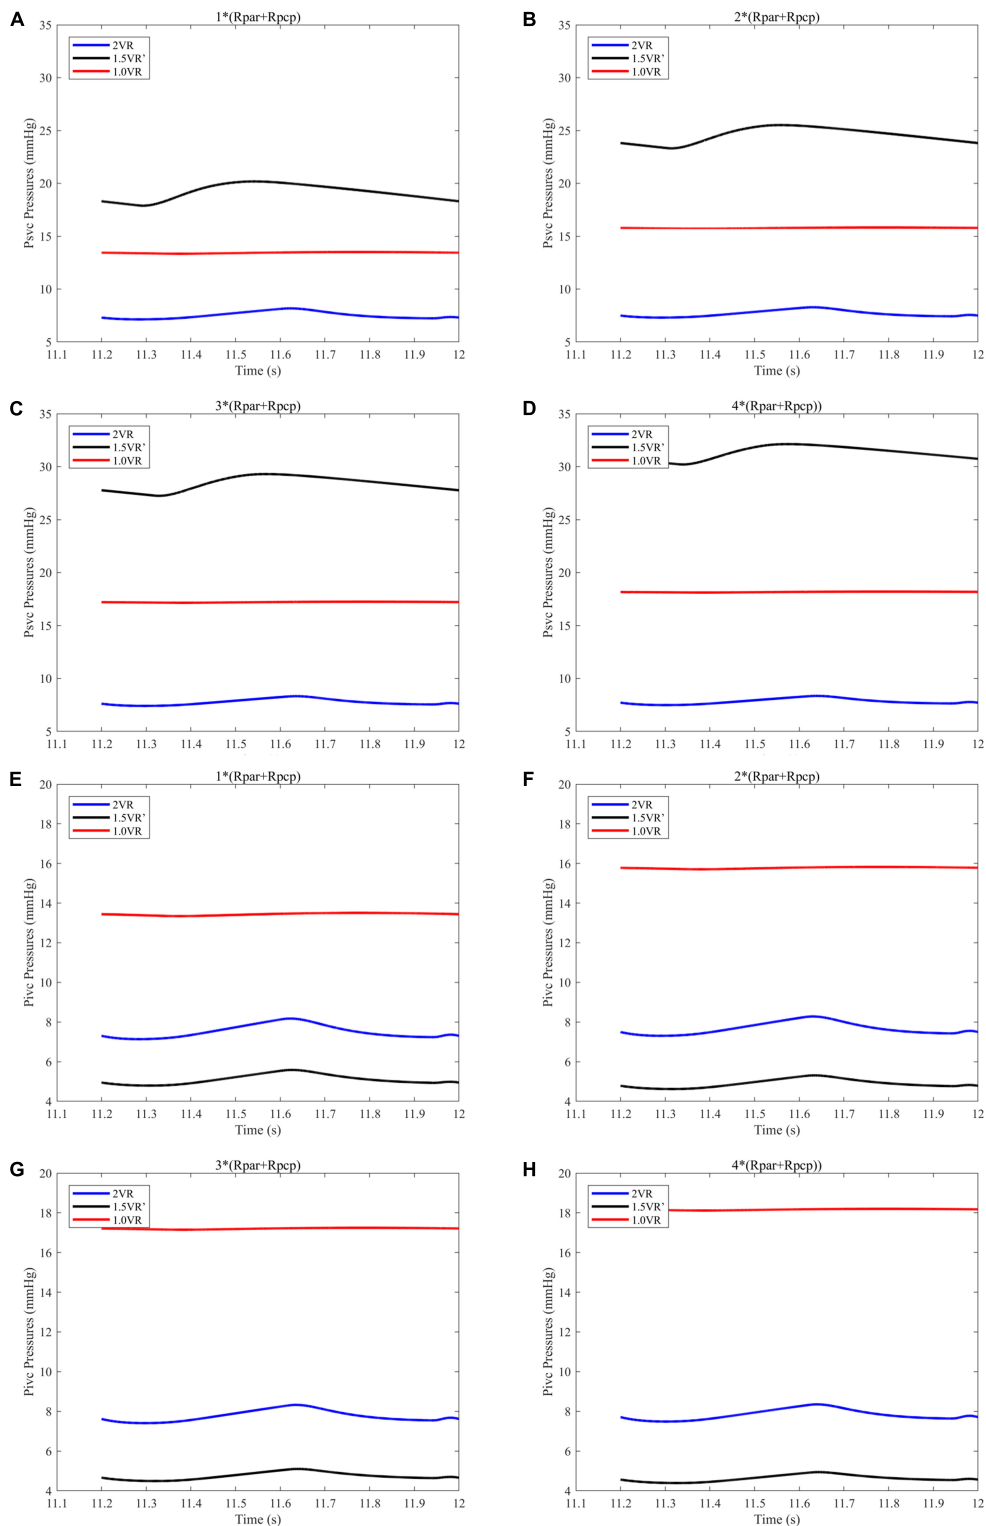 A
1*(Rpar+Rpcp)
35
30
25
20
15
10
5
Psvc Pressures (mmHg)
2VR
1.5VR’
1.0VR
11.1 11.2 11.3 11.4 11.5 11.6 11.7 11.8 11.9 12
Time (s)
B
2*(Rpar+Rpcp)
35
30
25
20
15
10
5
Psvc Pressures (mmHg)
2VR
1.5VR’
1.0VR
11.1 11.2 11.3 11.4 11.5 11.6 11.7 11.8 11.9 12
Time (s)
C
3*(Rpar+Rpcp)
35
30
25
20
15
10
5
Psvc Pressures (mmHg)
2VR
1.5VR’
1.0VR
11.1 11.2 11.3 11.4 11.5 11.6 11.7 11.8 11.9 12
D
4*(Rpar+Rpcp))
35
30
25
20
15
10
5
Psvc Pressures (mmHg)
2VR
1.5VR’
1.0VR
11.1 11.2 11.3 11.4 11.5 11.6 11.7 11.8 11.9 12
E
1*(Rpar+Rpcp)
20
18
16
14
12
10
8
6
4
Pivc Pressures (mmHg)
2VR
1.5VR’
1.0VR
11.1 11.2 11.3 11.4 11.5 11.6 11.7 11.8 11.9 12
Time (s)
F
2*(Rpar+Rpcp)
20
18
16
14
12
10
8
6
4
Pivc Pressures (mmHg)
2VR
1.5VR’
1.0VR
11.1 11.2 11.3 11.4 11.5 11.6 11.7 11.8 11.9 12
Time (s)
G
3*(Rpar+Rpcp)
20
18
16
14
12
10
8
6
4
Pivc Pressures (mmHg)
2VR
1.5VR’
1.0VR
11.1 11.2 11.3 11.4 11.5 11.6 11.7 11.8 11.9 12
Time (s)
H
4*(Rpar+Rpcp))
20
18
16
14
12
10
8
6
4
Pivc Pressures (mmHg)
2VR
1.5VR’
1.0VR
11.1 11.2 11.3 11.4 11.5 11.6 11.7 11.8 11.9 12
Time (s)